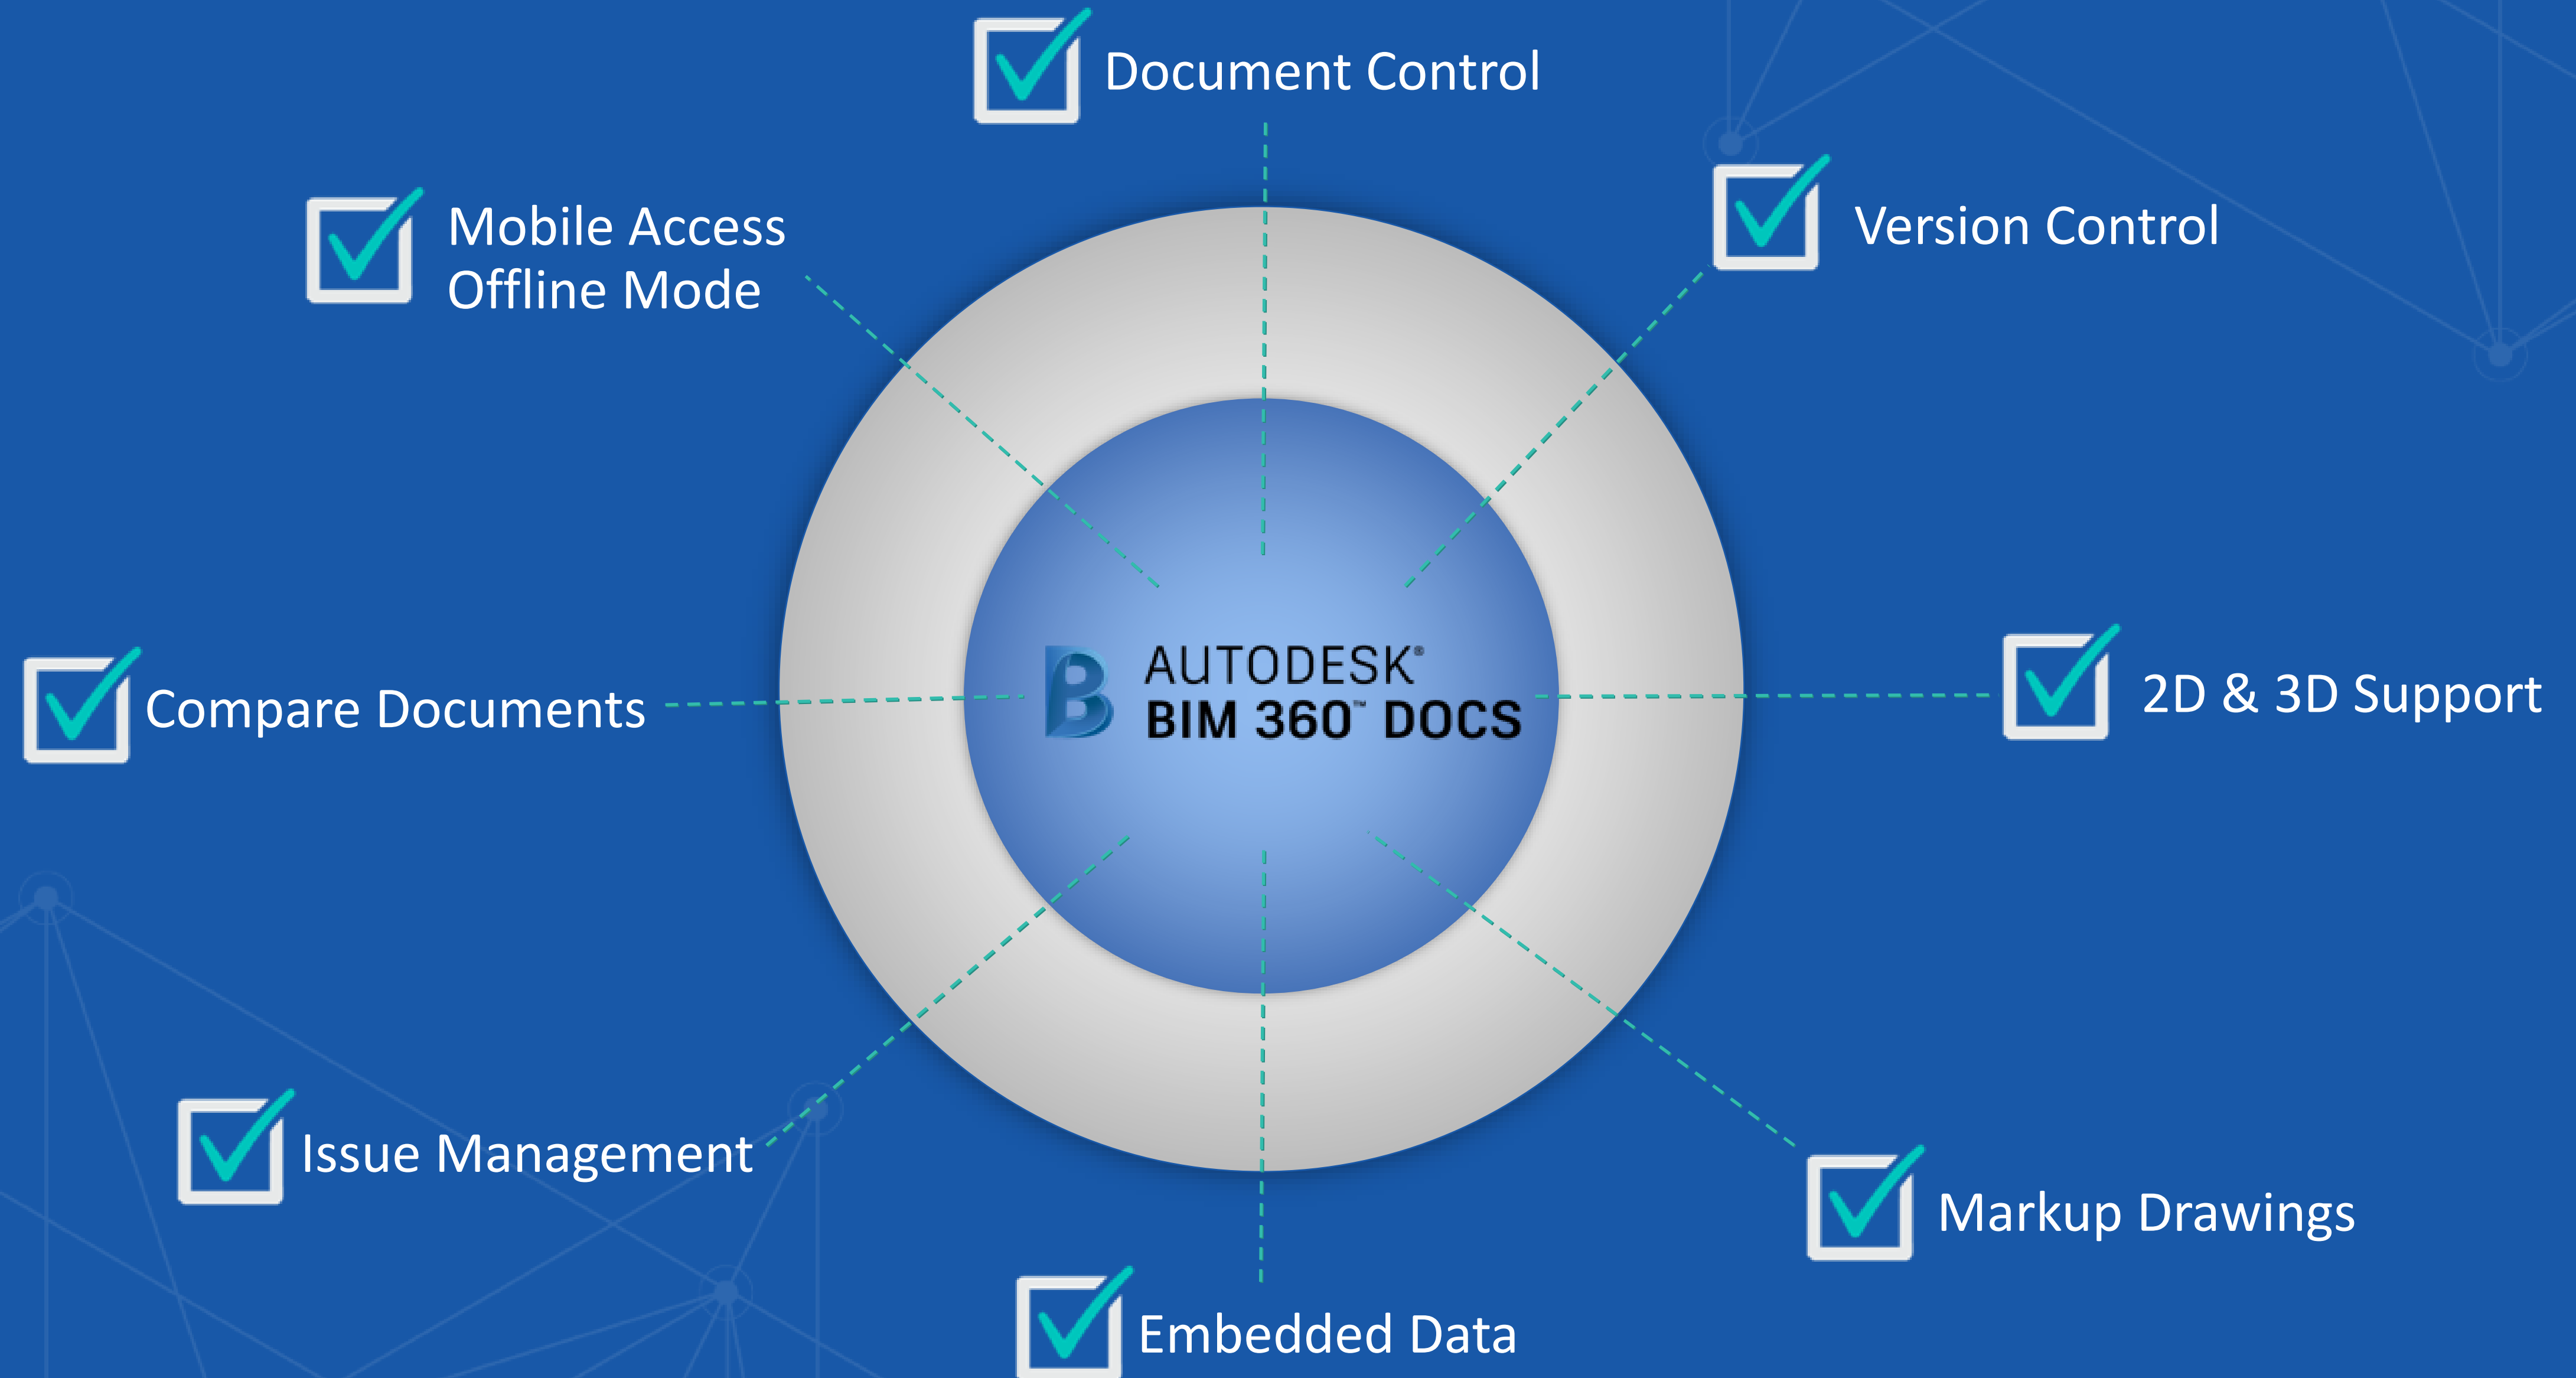 Document Control
Version Control
Mobile Access
Offline Mode
AUTODESK®
BIM 360™ DOCS
2D & 3D Support
Compare Documents
Issue Management
Markup Drawings
Embedded Data